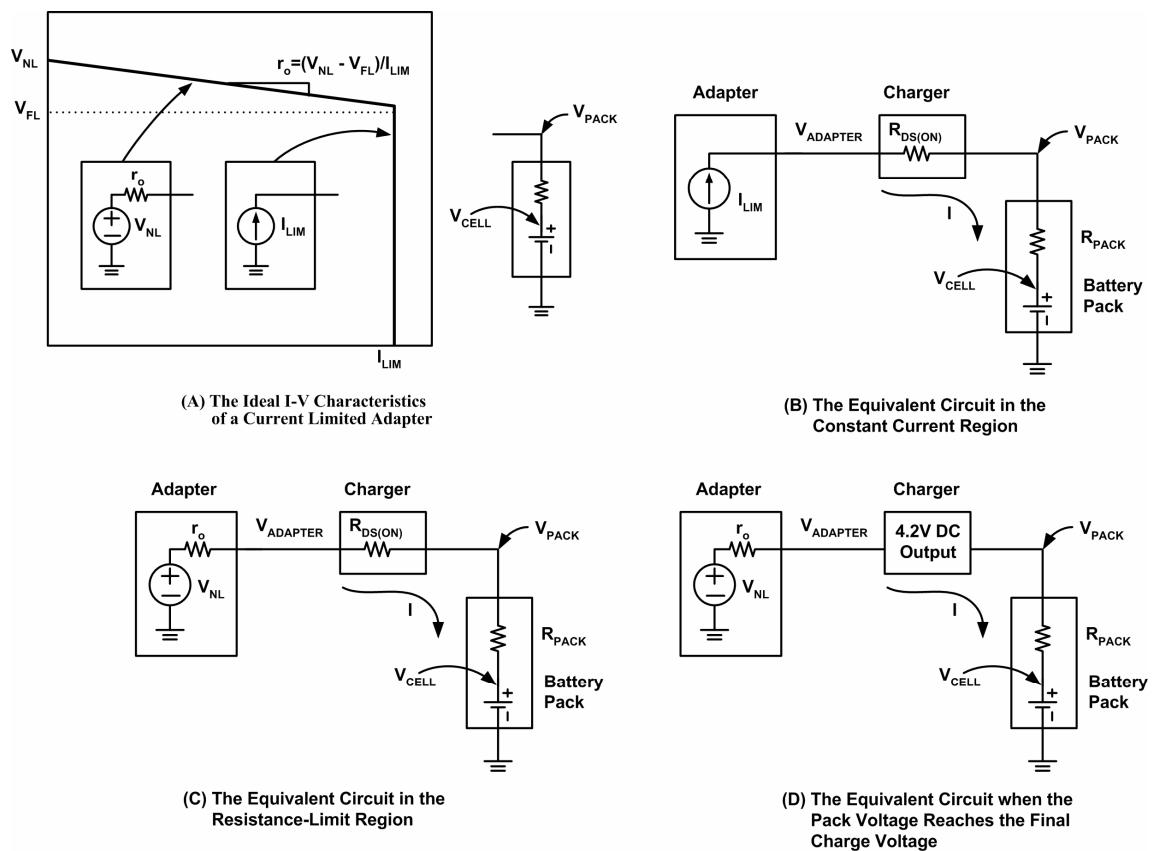 V_NL
r_o=(V_NL - V_FL)/I_LIM
V_FL
r_o
V_NL
I_LIM
I_LIM
V_PACK
V_CELL
(A) The Ideal I-V Characteristics
of a Current Limited Adapter
Adapter
Charger
V_ADAPTER
R_DS(ON)
V_PACK
I_LIM
I
R_PACK
V_CELL
Battery
Pack
(B) The Equivalent Circuit in the
Constant Current Region
Adapter
Charger
r_o
V_ADAPTER
R_DS(ON)
V_PACK
V_NL
I
R_PACK
V_CELL
Battery
Pack
(C) The Equivalent Circuit in the
Resistance-Limit Region
Adapter
Charger
r_o
V_ADAPTER
4.2V DC
Output
V_PACK
V_NL
I
R_PACK
V_CELL
Battery
Pack
(D) The Equivalent Circuit when the
Pack Voltage Reaches the Final
Charge Voltage